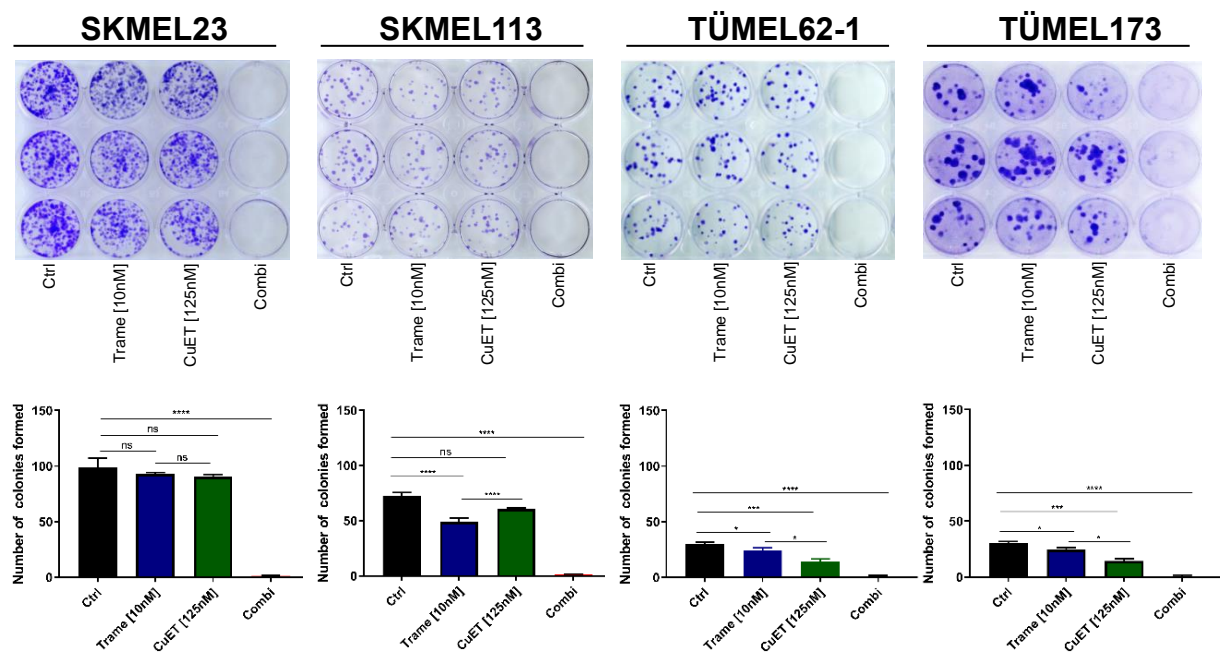 SKMEL23 SKMEL113 TÜMEL62-1 TÜMEL173
Ctrl Trame [10nM] CuET [125nM] Combi
Ctrl Trame [10nM] CuET [125nM] Combi
Ctrl Trame [10nM] CuET [125nM] Combi
Ctrl Trame [10nM] CuET [125nM] Combi
Number of colonies formed
150
100
50
0
****
ns
ns
ns
Ctrl Trame [10nM] CuET [125nM] Combi
Number of colonies formed
150
100
50
0
****
ns
****
****
Ctrl Trame [10nM] CuET [125nM] Combi
Number of colonies formed
150
100
50
0
****
***
*
*
Ctrl Trame [10nM] CuET [125nM] Combi
Number of colonies formed
150
100
50
0
****
***
*
*
Ctrl Trame [10nM] CuET [125nM] Combi